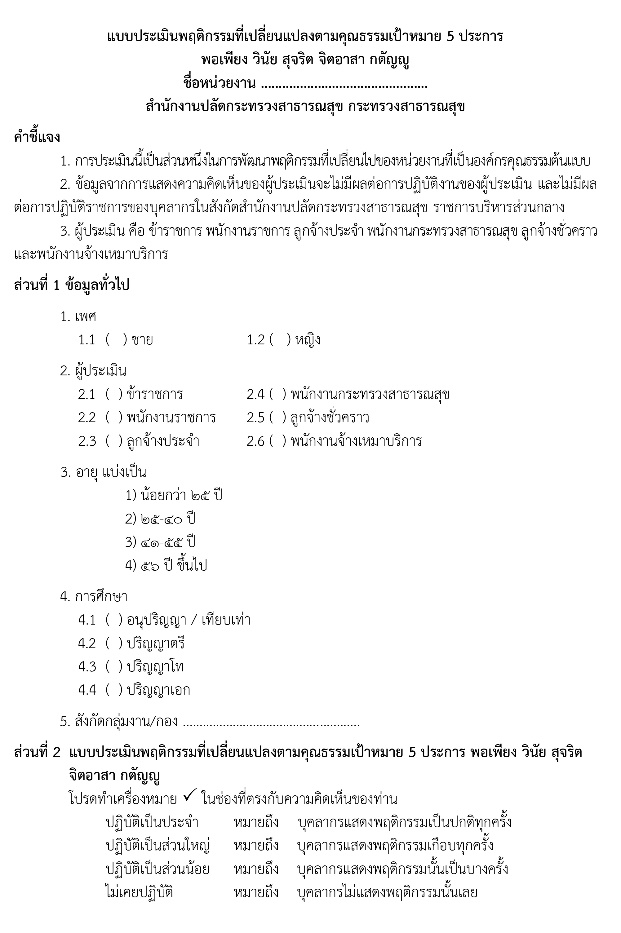 แบบประเมินพฤติกรรมที่เปลี่ยนแปลงตามคุณธรรมเป้าหมาย 5 ประการ
พอเพียง วินัย สุจริต จิตอาสา กตัญญู
ชื่อหน่วยงาน ................................................
สำนักงานปลัดกระทรวงสาธารณสุข กระทรวงสาธารณสุข
คำชี้แจง
1. การประเมินนี้เป็นส่วนหนึ่งในการพัฒนาพฤติกรรมที่เปลี่ยนไปของหน่วยงานที่เป็นองค์กรคุณธรรมต้นแบบ
2. ข้อมูลจากการแสดงความคิดเห็นของผู้ประเมินจะไม่มีผลต่อการปฏิบัติงานของผู้ประเมิน และไม่มีผล
ต่อการปฏิบัติราชการของบุคลากรในสังกัดสำนักงานปลัดกระทรวงสาธารณสุข ราชการบริหารส่วนกลาง
3. ผู้ประเมิน คือ ข้าราชการ พนักงานราชการ ลูกจ้างประจำ พนักงานกระทรวงสาธารณสุข ลูกจ้างชั่วคราว
และพนักงานจ้างเหมาบริการ
ส่วนที่ 1 ข้อมูลทั่วไป
1. เพศ
1.1 ( ) ชาย 1.2 ( ) หญิง
2. ผู้ประเมิน
2.1 ( ) ข้าราชการ 2.4 ( ) พนักงานกระทรวงสาธารณสุข
2.2 ( ) พนักงานราชการ 2.5 ( ) ลูกจ้างชั่วคราว
2.3 ( ) ลูกจ้างประจำ 2.6 ( ) พนักงานจ้างเหมาบริการ
3. อายุ แบ่งเป็น
1) น้อยกว่า ๒๕ ปี
2) ๒๕-๔๐ ปี
3) ๔๑ ๕๕ ปี
4) ๕๖ ปี ขึ้นไป
4. การศึกษา
4.1 ( ) อนุปริญญา / เทียบเท่า
4.2 ( ) ปริญญาตรี
4.3 ( ) ปริญญาโท
4.4 ( ) ปริญญาเอก
5. สังกัดกลุ่มงาน/กอง .....................................................
ส่วนที่ 2 แบบประเมินพฤติกรรมที่เปลี่ยนแปลงตามคุณธรรมเป้าหมาย 5 ประการ พอเพียง วินัย สุจริต
จิตอาสา กตัญญู
โปรดทำเครื่องหมาย ✓ ในช่องที่ตรงกับความคิดเห็นของท่าน
ปฏิบัติเป็นประจำ หมายถึง บุคลากรแสดงพฤติกรรมเป็นปกติทุกครั้ง
ปฏิบัติเป็นส่วนใหญ่ หมายถึง บุคลากรแสดงพฤติกรรมเกือบทุกครั้ง
ปฏิบัติเป็นส่วนน้อย หมายถึง บุคลากรแสดงพฤติกรรมนั้นเป็นบางครั้ง
ไม่เคยปฏิบัติ หมายถึง บุคลากรไม่แสดงพฤติกรรมนั้นเลย